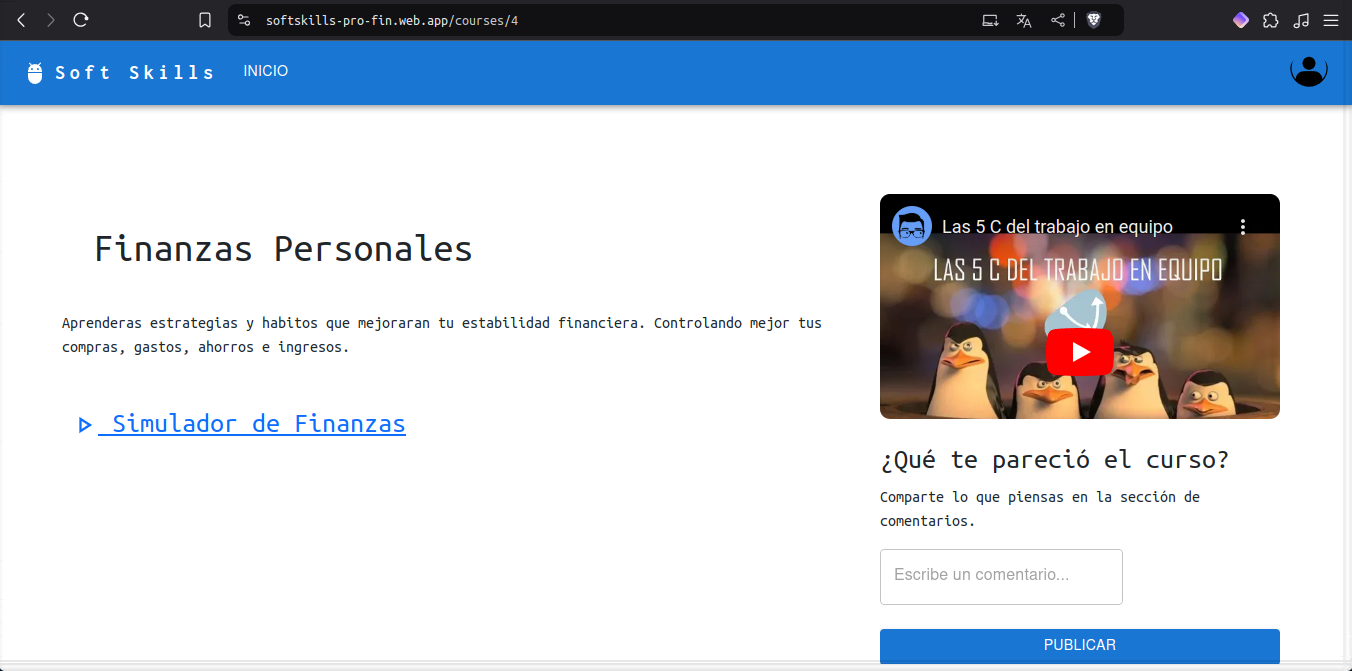 softskills-pro-fin.web.app/courses/4
Soft Skills
INICIO
Finanzas Personales
Aprenderas estrategias y habitos que mejoraran tu estabilidad financiera. Controlando mejor tus
compras, gastos, ahorros e ingresos.
Simulador de Finanzas
Las 5 C del trabajo en equipo
LAS 5 C DEL TRABAJO EN EQUIPO
¿Qué te pareció el curso?
Comparte lo que piensas en la sección de
comentarios.
Escribe un comentario...
PUBLICAR